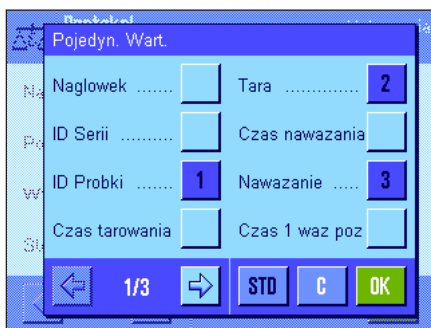 Pojedyn. Wart.
Naglowek .......
Tara .............. 2
ID Serii ..........
Czas nawazania
ID Probki ....... 1
Nawazanie ..... 3
Czas tarowania
Czas 1 waz poz
1/3
STD
C
OK